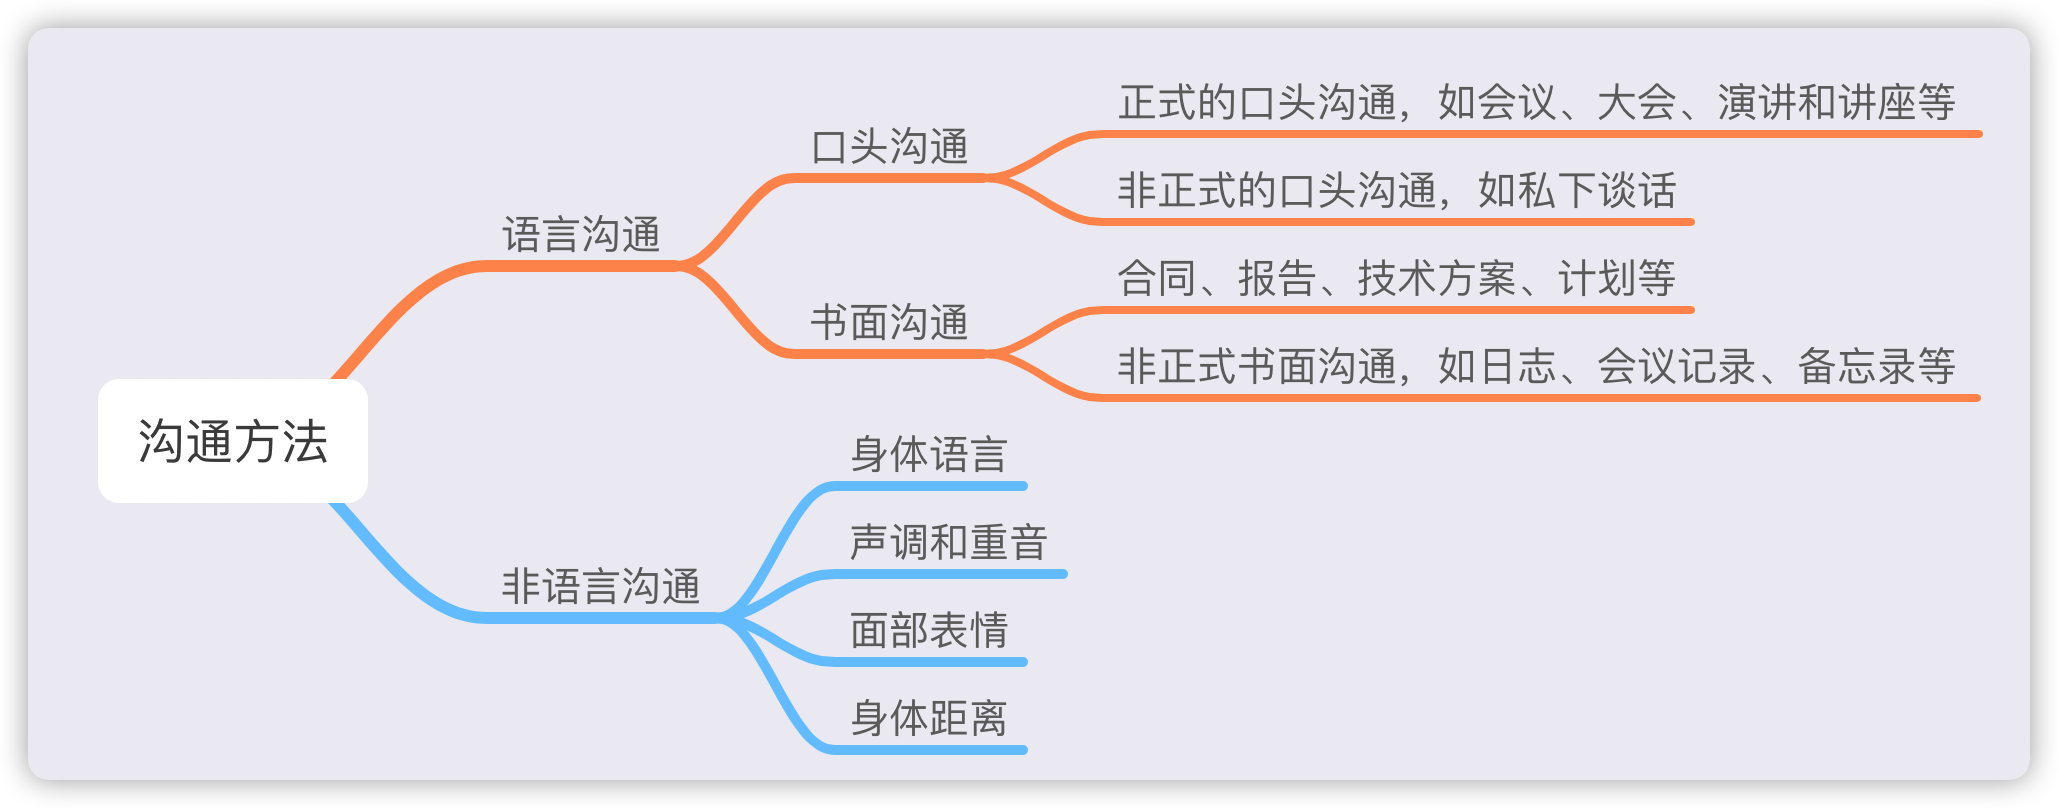 沟通方法
语言沟通
口头沟通
正式的口头沟通，如会议、大会、演讲和讲座等
非正式的口头沟通，如私下谈话
书面沟通
合同、报告、技术方案、计划等
非正式书面沟通，如日志、会议记录、备忘录等
非语言沟通
身体语言
声调和重音
面部表情
身体距离